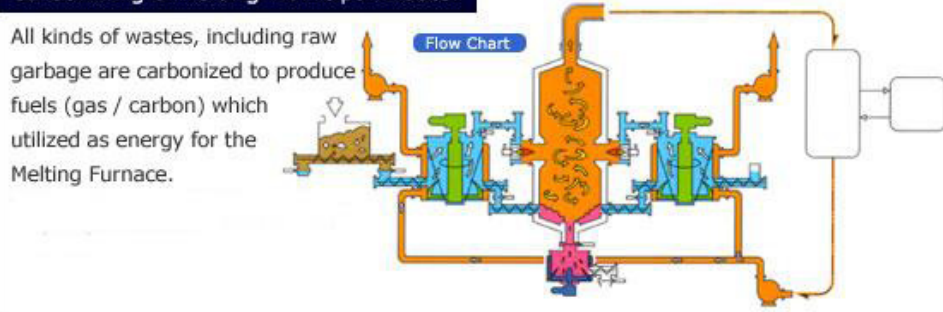 All kinds of wastes, including raw
garbage are carbonized to produce
fuels (gas / carbon) which
utilized as energy for the
Melting Furnace.
Flow Chart